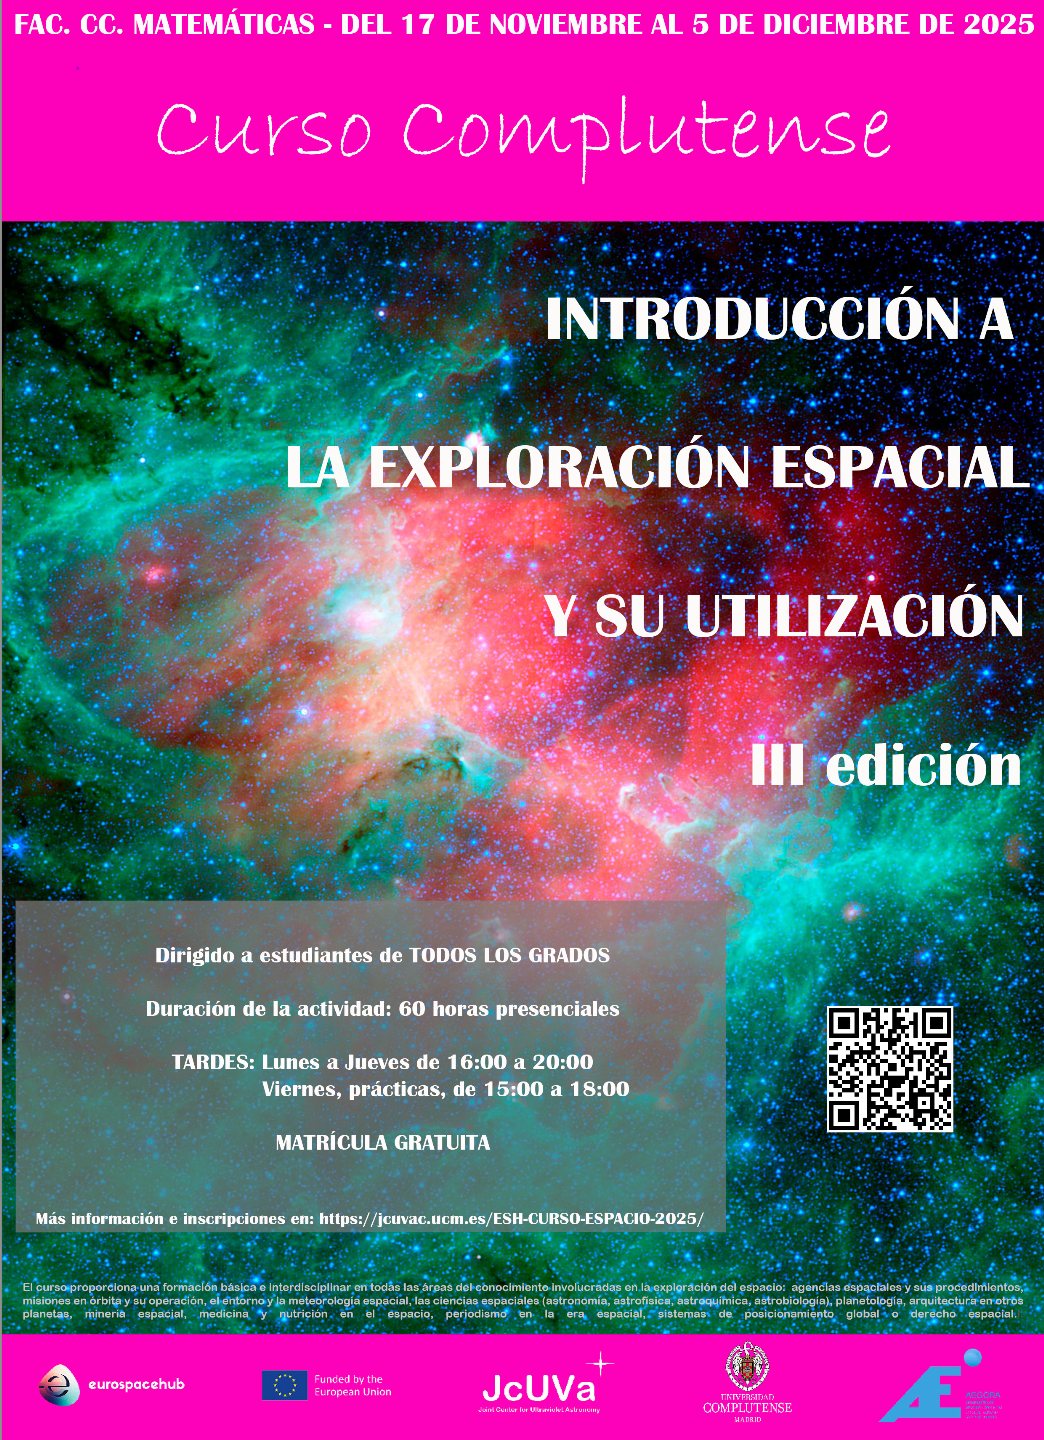 FAC. CC. MATEMÁTICAS - DEL 17 DE NOVIEMBRE AL 5 DE DICIEMBRE DE 2025
Curso Complutense
INTRODUCCIÓN A
LA EXPLORACIÓN ESPACIAL
Y SU UTILIZACIÓN
III edición
Dirigido a estudiantes de TODOS LOS GRADOS
Duración de la actividad: 60 horas presenciales
TARDES: Lunes a Jueves de 16:00 a 20:00
Viernes, prácticas, de 15:00 a 18:00
MATRÍCULA GRATUITA
Más información e inscripciones en: https://jcuvac.ucm.es/ESH-CURSO-ESPACIO-2025/
El curso proporciona una formación básica e interdisciplinar en todas las áreas del conocimiento involucradas en la exploración del espacio: agencias espaciales y sus procedimientos,
misiones en órbita y su operación, el entorno y la meteorología espacial, las ciencias espaciales (astronomía, astrofísica, astroquímica, astrobiología), planetología, arquitectura en otros
planetas, minería espacial, medicina y nutrición en el espacio, periodismo en la era espacial, sistemas de posicionamiento global o derecho espacial.
eurospacehub
Funded by the
European Union
JcUVa
Joint Center for Ultraviolet Astronomy
UNIVERSIDAD
COMPLUTENSE
MADRID
Æ
AEGORA